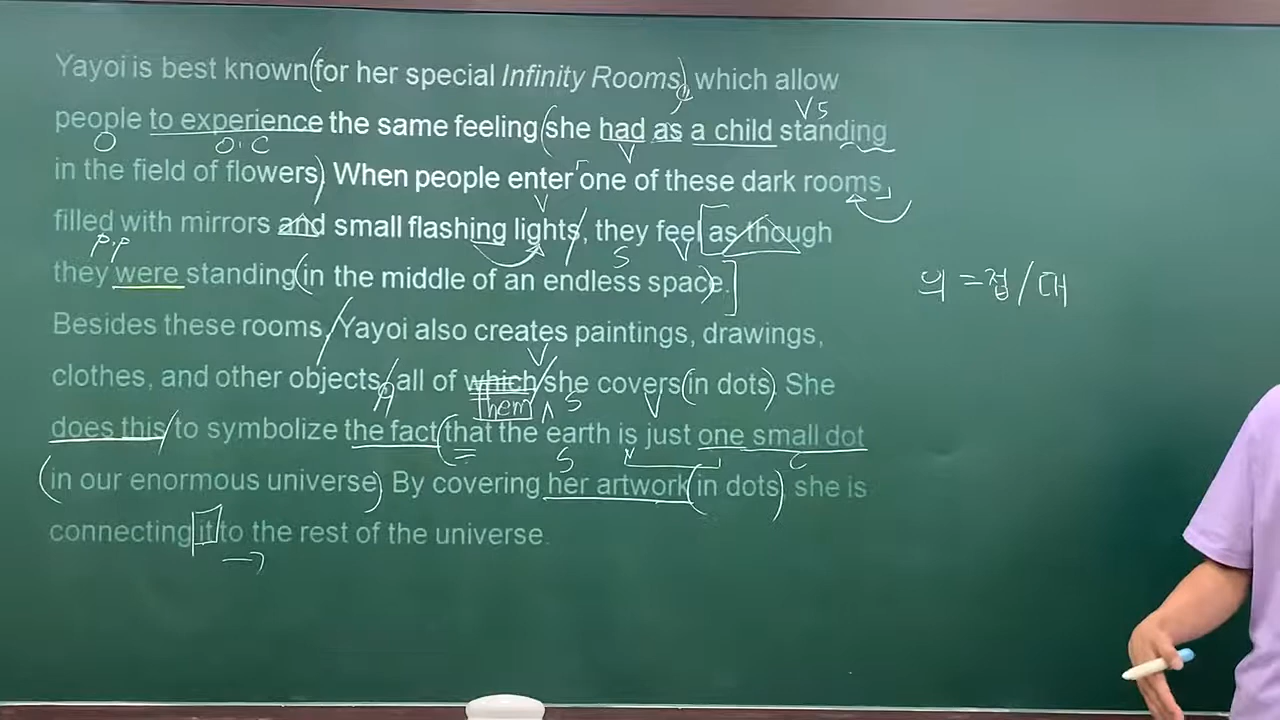 Yayoi is best known (for her special Infinity Rooms), which allow
V S
people to experience the same feeling (she had as a child standing
O O.C V
in the field of flowers) When people enter one of these dark rooms
V
filled with mirrors and small flashing lights, they feel [as though
P.P S V
they were standing (in the middle of an endless space).]
의 = 접 / 대
Besides these rooms, Yayoi also creates paintings, drawings,
V
clothes, and other objects, all of which she covers (in dots). She
them S V
does this / to symbolize the fact (that the earth is just one small dot
S C
(in our enormous universe) By covering her artwork (in dots), she is
connecting it to the rest of the universe.